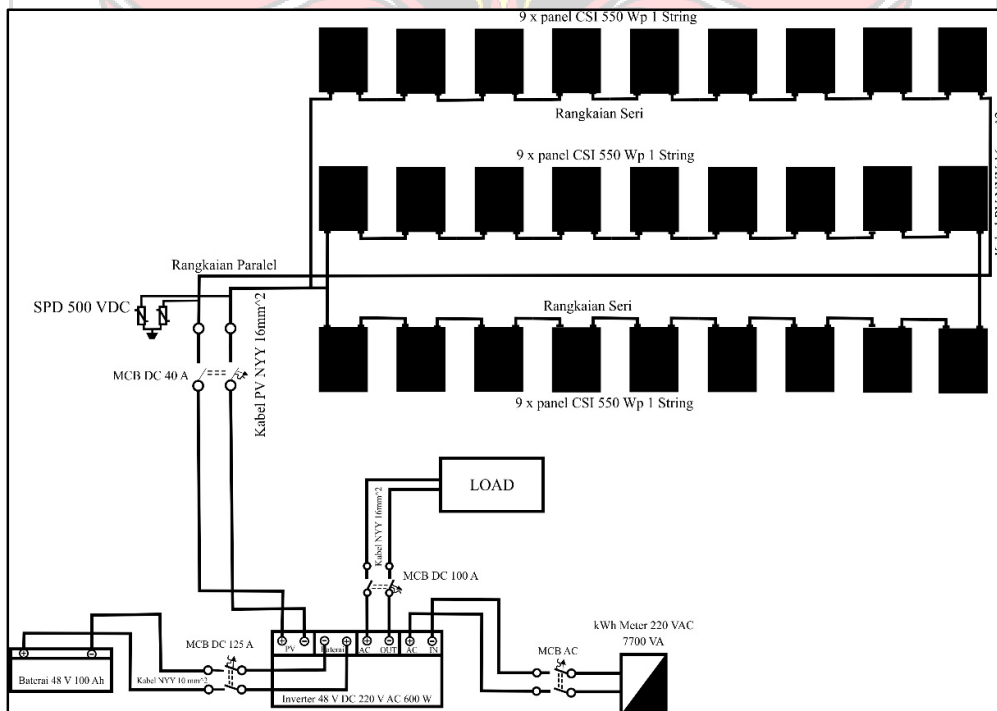 9 x panel CSI 550 Wp 1 String
Rangkaian Seri
9 x panel CSI 550 Wp 1 String
Rangkaian Paralel
SPD 500 VDC
Rangkaian Seri
MCB DC 40 A
Kabel PV NYY 16mm^2
9 x panel CSI 550 Wp 1 String
LOAD
Kabel NYY 16mm^2
MCB DC 100 A
kWh Meter 220 VAC
7700 VA
MCB DC 125 A
PV
Baterai
AC
OUT
AC
IN
MCB AC
Baterai 48 V 100 Ah
Kabel NYY 10 mm^2
Inverter 48 V DC 220 V AC 600 W